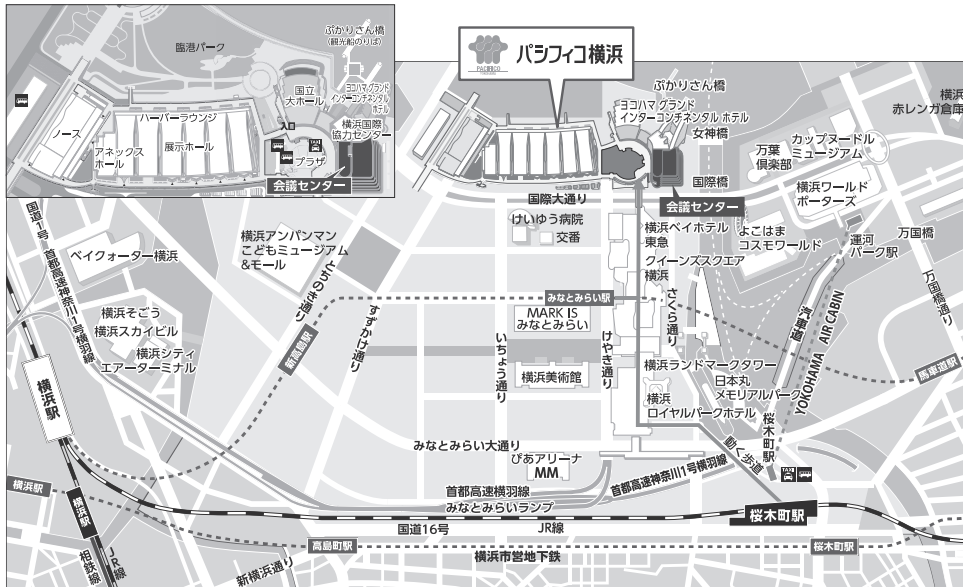 臨港パーク
ぷかりさん橋
(観光船のりば)
国立
大ホール
ヨコハマ グランド
インターコンチネンタル
ホテル
横浜国際
協力センター
ノース
アネックス
ホール
ハーバーラウンジ
展示ホール
入口
TAXI
プラザ
会議センター
PACIFICO
YOKOHAMA
パシフィコ横浜
ぷかりさん橋
ヨコハマ グランド
インターコンチネンタル ホテル
女神橋
国際橋
会議センター
万葉
倶楽部
カップヌードル
ミュージアム
横浜
赤レンガ倉庫
横浜ワールド
ポーターズ
よこはま
コスモワールド
運河
パーク駅
万国橋
万国橋通り
国道1号
首都高速神奈川1号横羽線
ベイクォーター横浜
横浜アンパンマン
こどもミュージアム
&モール
とちのき通り
すずかけ通り
国際大通り
けいゆう病院
交番
横浜ベイホテル
東急
クイーンズスクエア
横浜
みなとみらい駅
さくら通り
汽車道
YOKOHAMA AIR CABIN
横浜そごう
横浜スカイビル
横浜シティ
エアーターミナル
新高島駅
MARK IS
みなとみらい
いちょう通り
けやき通り
横浜美術館
横浜ランドマークタワー
日本丸
メモリアルパーク
横浜
ロイヤルパークホテル
馬車道駅
横浜駅
みなとみらい大通り
ぴあアリーナ
MM
動く歩道
桜木町駅
TAXI
首都高速横羽線
みなとみらいランプ
首都高速神奈川1号横羽線
横浜駅
横浜駅
国道16号
JR線
桜木町駅
高島町駅
横浜市営地下鉄
桜木町駅
新横浜通り
相鉄線
JR線